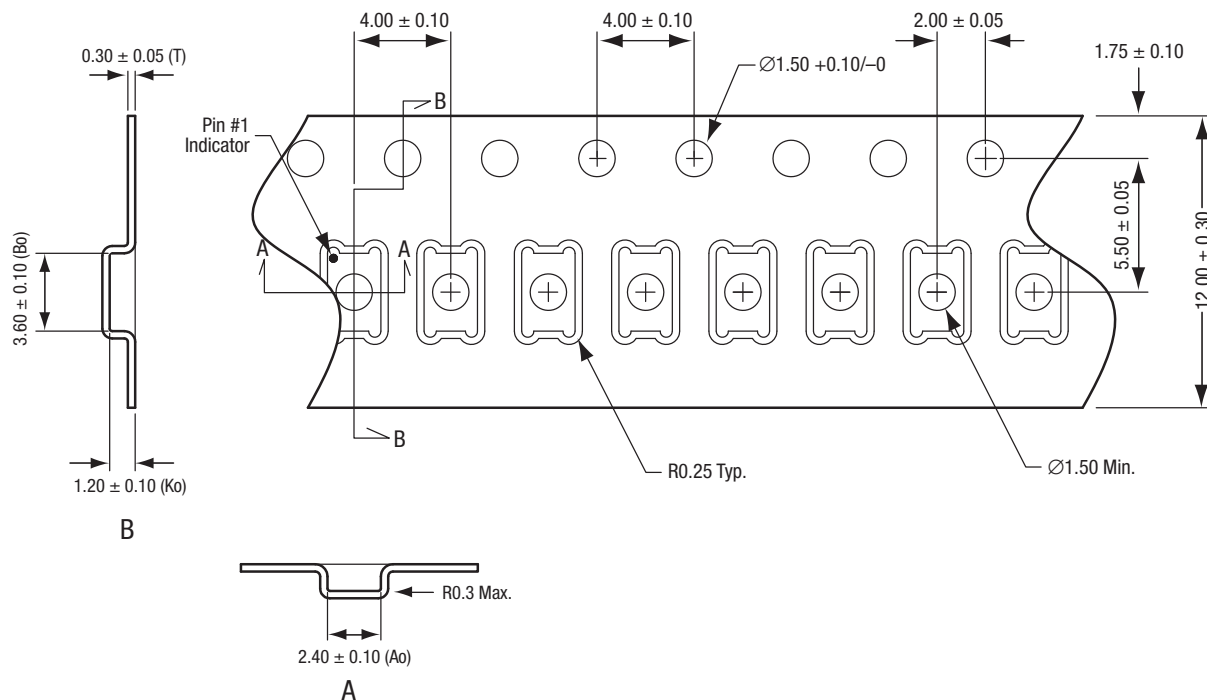 4.00 ± 0.10
4.00 ± 0.10
2.00 ± 0.05
0.30 ± 0.05 (T)
1.75 ± 0.10
∅1.50 +0.10/–0
B
Pin #1
Indicator
A
A
3.60 ± 0.10 (Bo)
5.50 ± 0.05
12.00 ± 0.30
B
R0.25 Typ.
∅1.50 Min.
1.20 ± 0.10 (Ko)
B
R0.3 Max.
2.40 ± 0.10 (Ao)
A